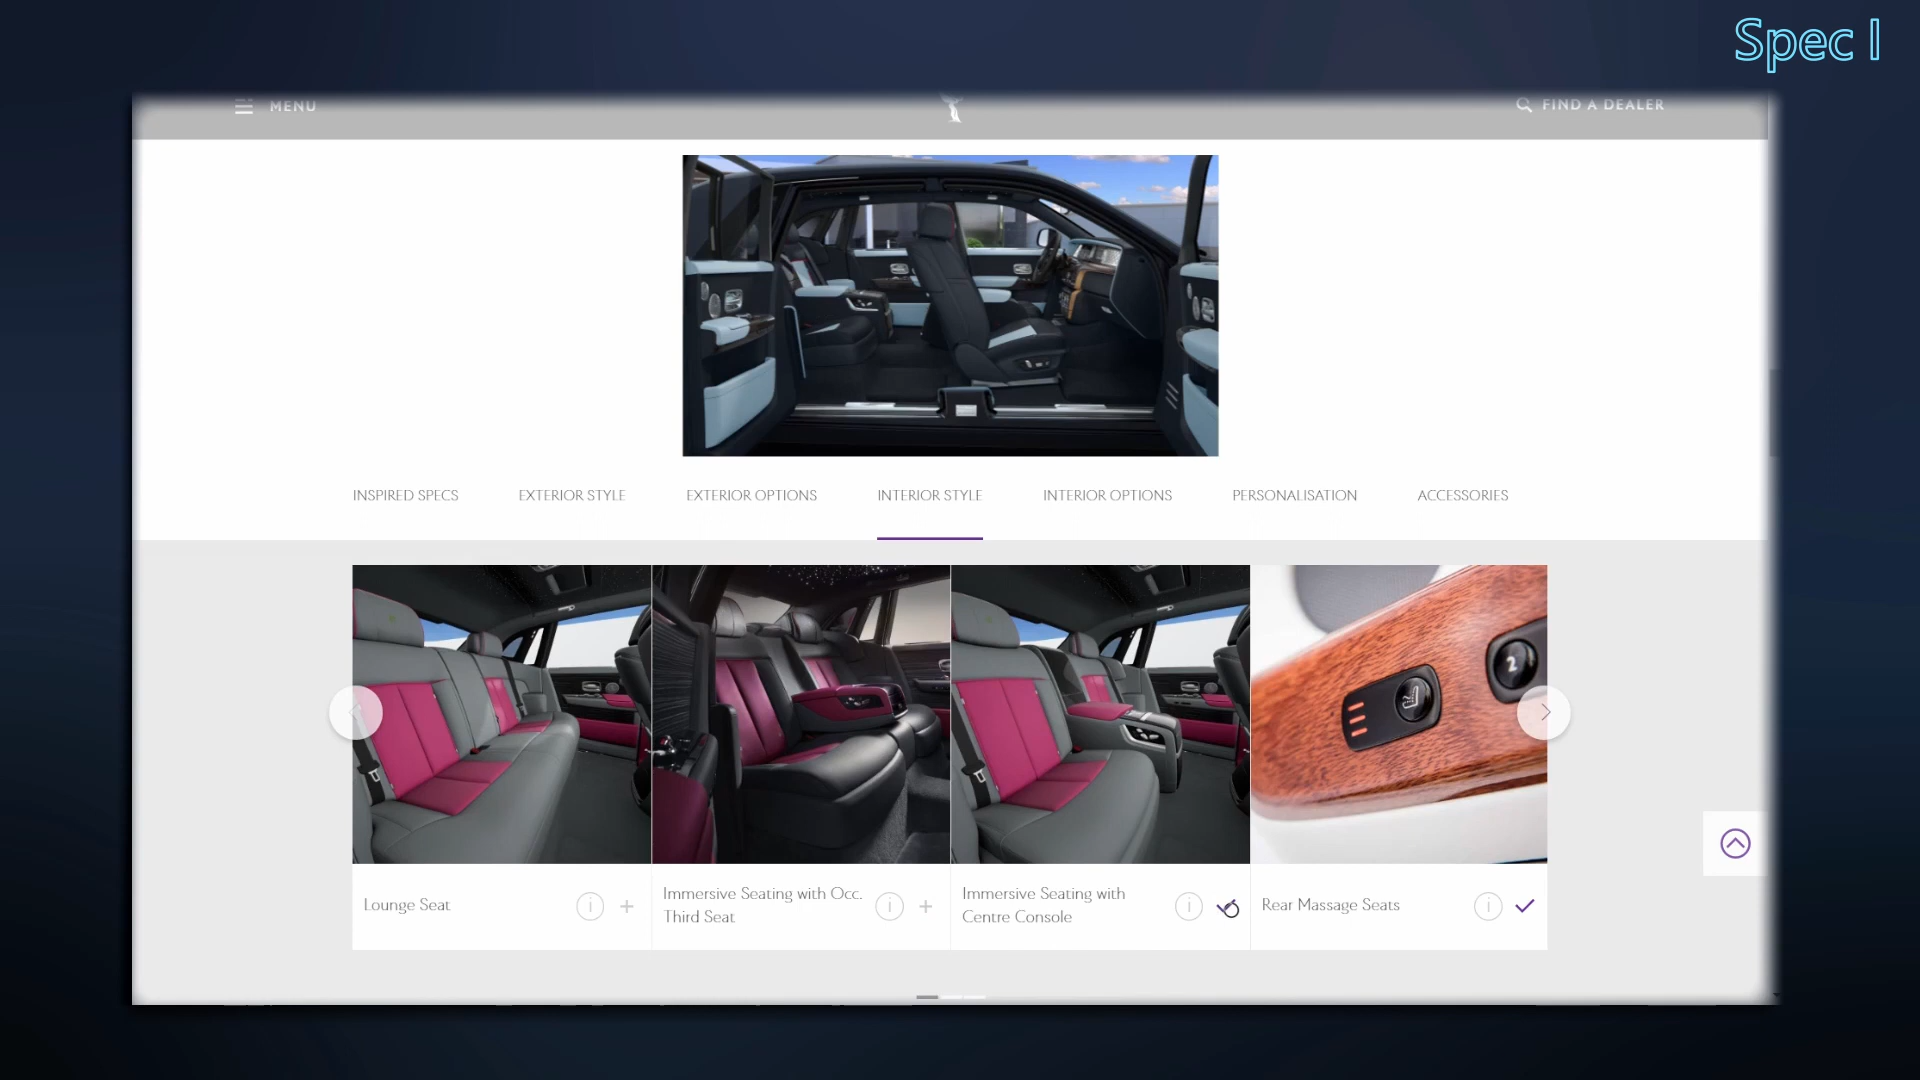 Spec I
MENU
FIND A DEALER
INSPIRED SPECS
EXTERIOR STYLE
EXTERIOR OPTIONS
INTERIOR STYLE
INTERIOR OPTIONS
PERSONALISATION
ACCESSORIES
2
Lounge Seat
Immersive Seating with Occ.
Third Seat
Immersive Seating with
Centre Console
Rear Massage Seats